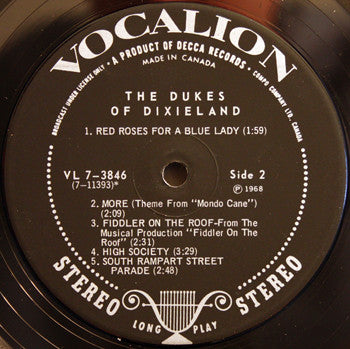 VOCALION
• A PRODUCT OF DECCA RECORDS •
BROADCAST UNDER LICENSE ONLY •
COMPO COMPANY LTD., CANADA
MADE IN CANADA
THE DUKES
OF DIXIELAND
1. RED ROSES FOR A BLUE LADY (1:59)
VL 7-3846
(7-11393)*
Side 2
Ⓟ 1968
2. MORE (Theme From "Mondo Cane")
(2:09)
3. FIDDLER ON THE ROOF-From The
Musical Production "Fiddler On The
Roof" (2:31)
4. HIGH SOCIETY (3:29)
5. SOUTH RAMPART STREET
PARADE (2:48)
STEREO
LONG PLAY
STEREO